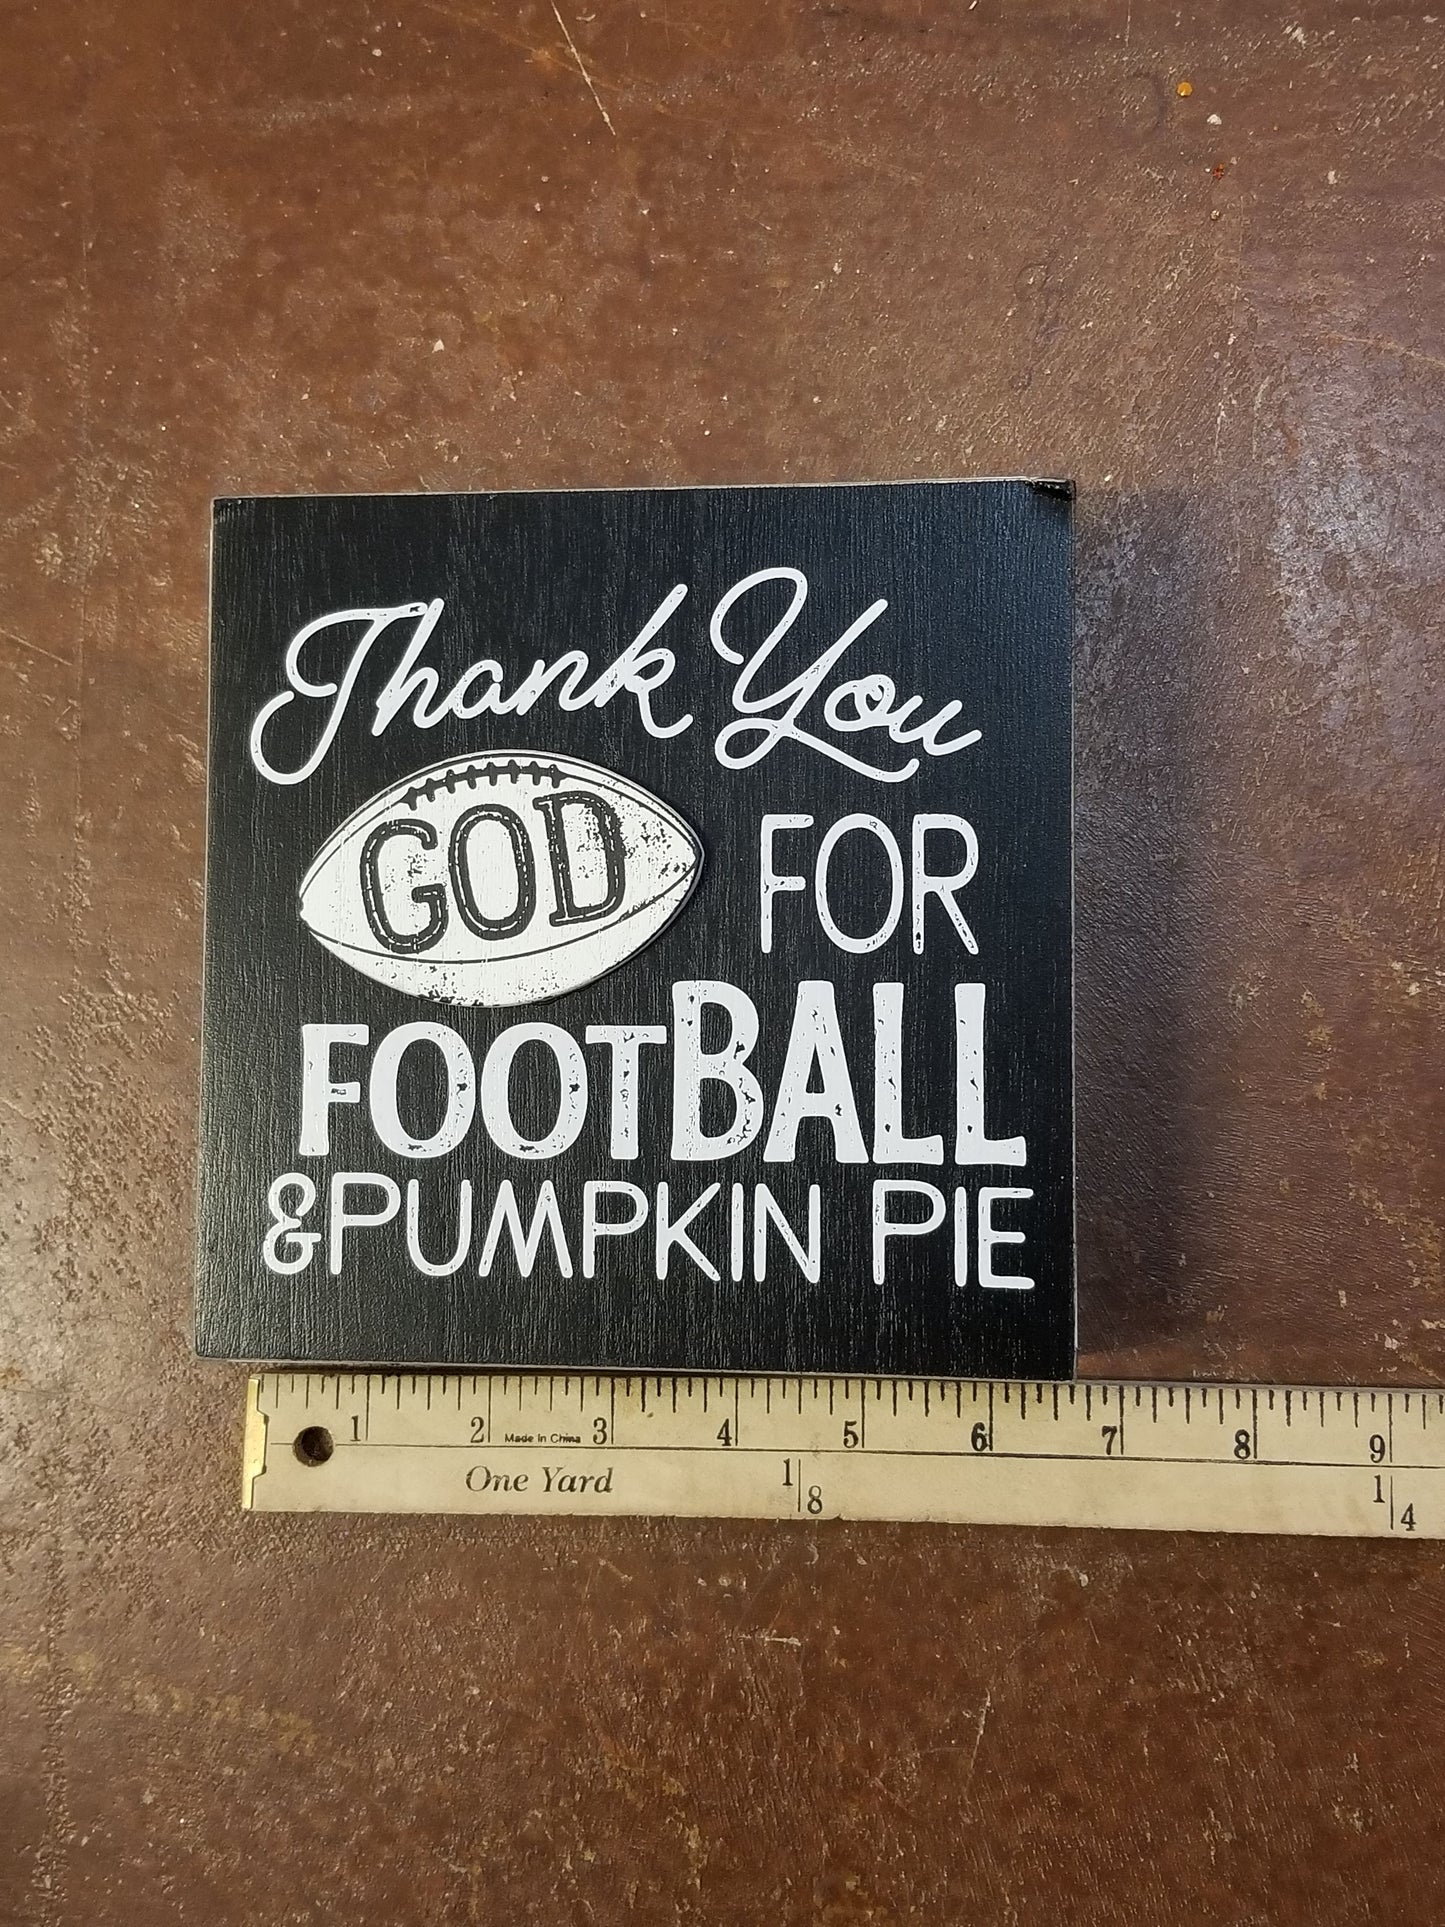 Thank You
GOD FOR
FOOTBALL
& PUMPKIN PIE
1 2 Made In China 3 4 5 6 7 8 9
One Yard 1|8 1|4